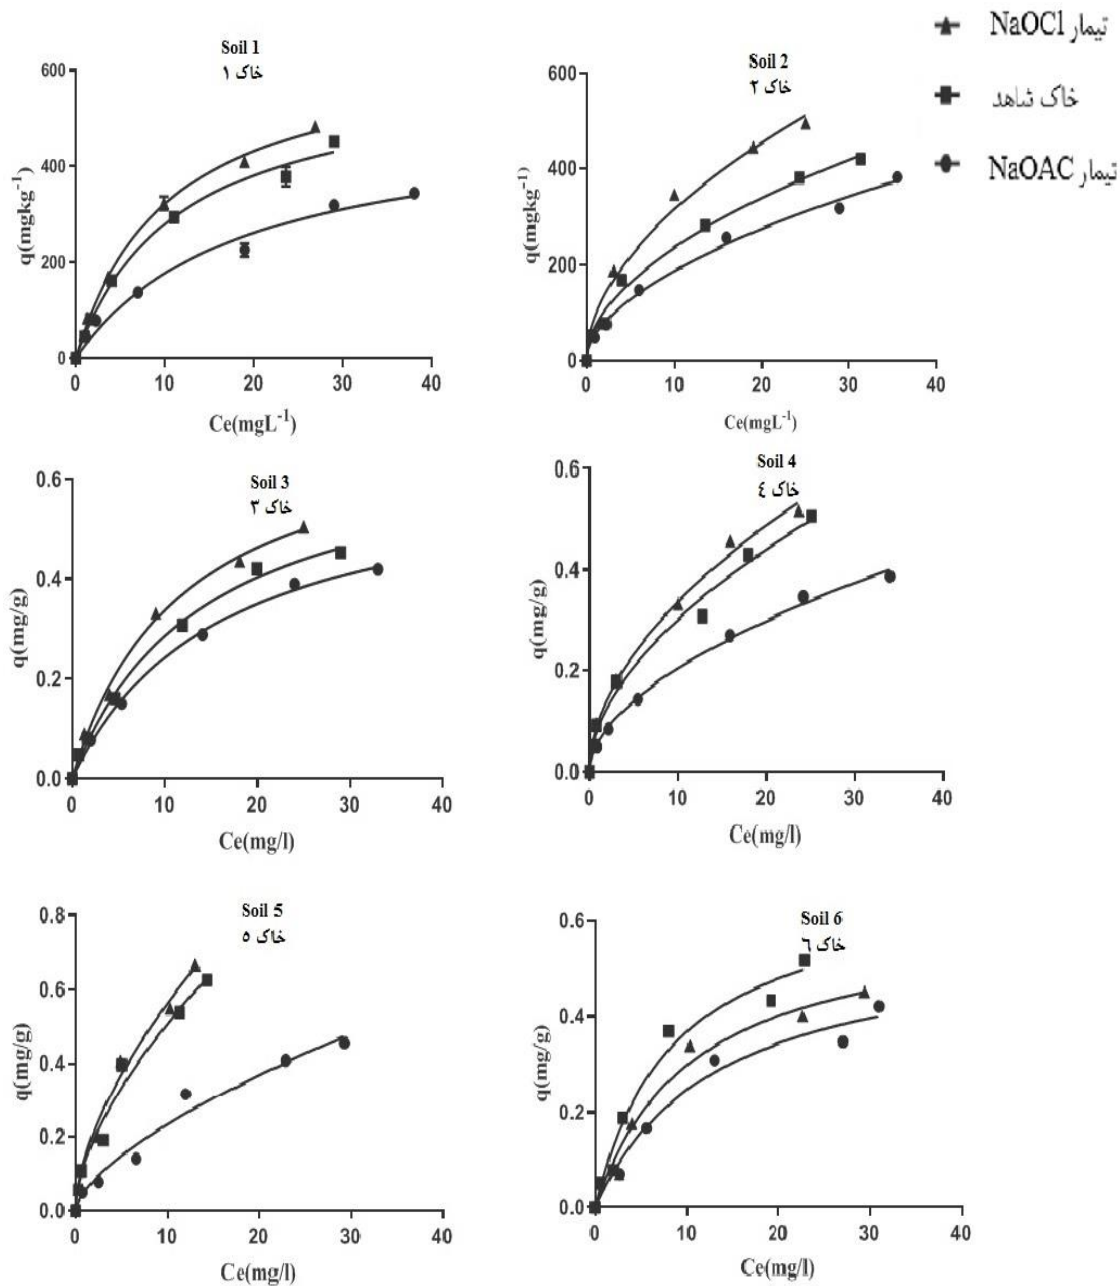 Soil 1
خاک ۱
600
400
200
0
q(mgkg-1)
0 10 20 30 40
Ce(mgL-1)
Soil 2
خاک ۲
600
400
200
0
q(mgkg-1)
0 10 20 30 40
Ce(mgL-1)
تیمار NaOCl
خاک شاهد
تیمار NaOAC
Soil 3
خاک ۳
0.6
0.4
0.2
0.0
q(mg/g)
0 10 20 30 40
Ce(mg/l)
Soil 4
خاک ٤
0.6
0.4
0.2
0.0
q(mg/g)
0 10 20 30 40
Ce(mg/l)
Soil 5
خاک ٥
0.8
0.6
0.4
0.2
0.0
q(mg/g)
0 10 20 30 40
Ce(mg/l)
Soil 6
خاک ٦
0.6
0.4
0.2
0.0
q(mg/g)
0 10 20 30 40
Ce(mg/l)